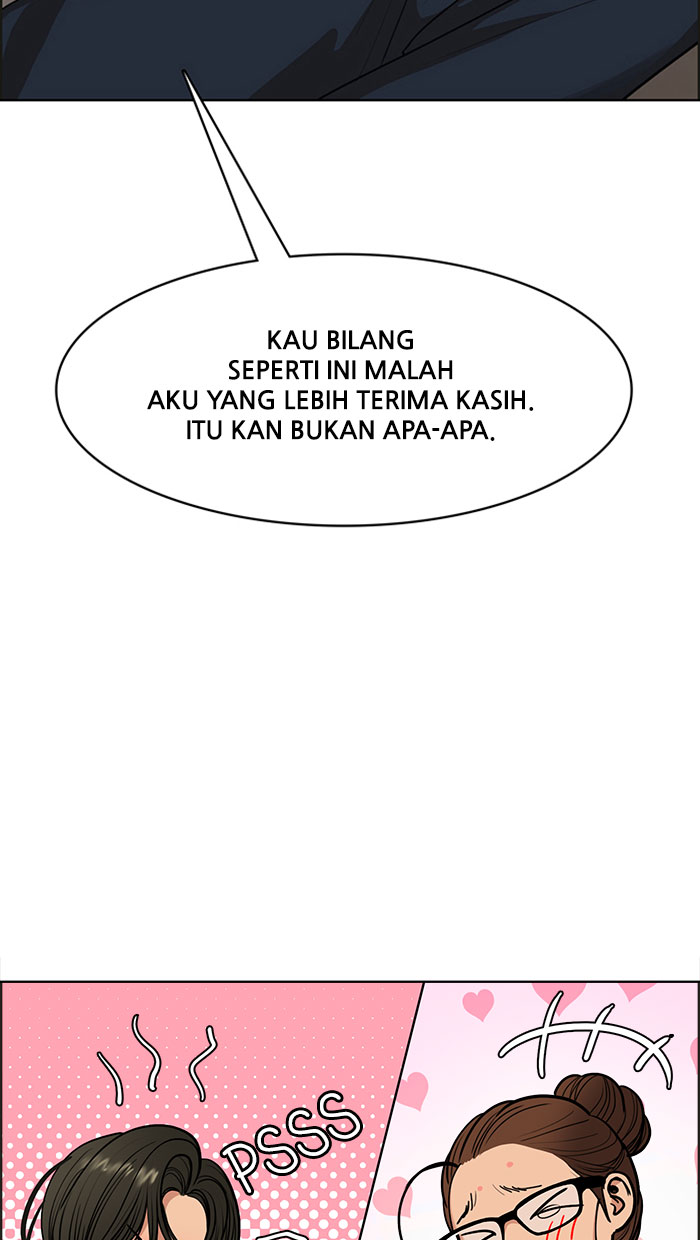 KAU BILANG
SEPERTI INI MALAH
AKU YANG LEBIH TERIMA KASIH.
ITU KAN BUKAN APA-APA.
PSSS